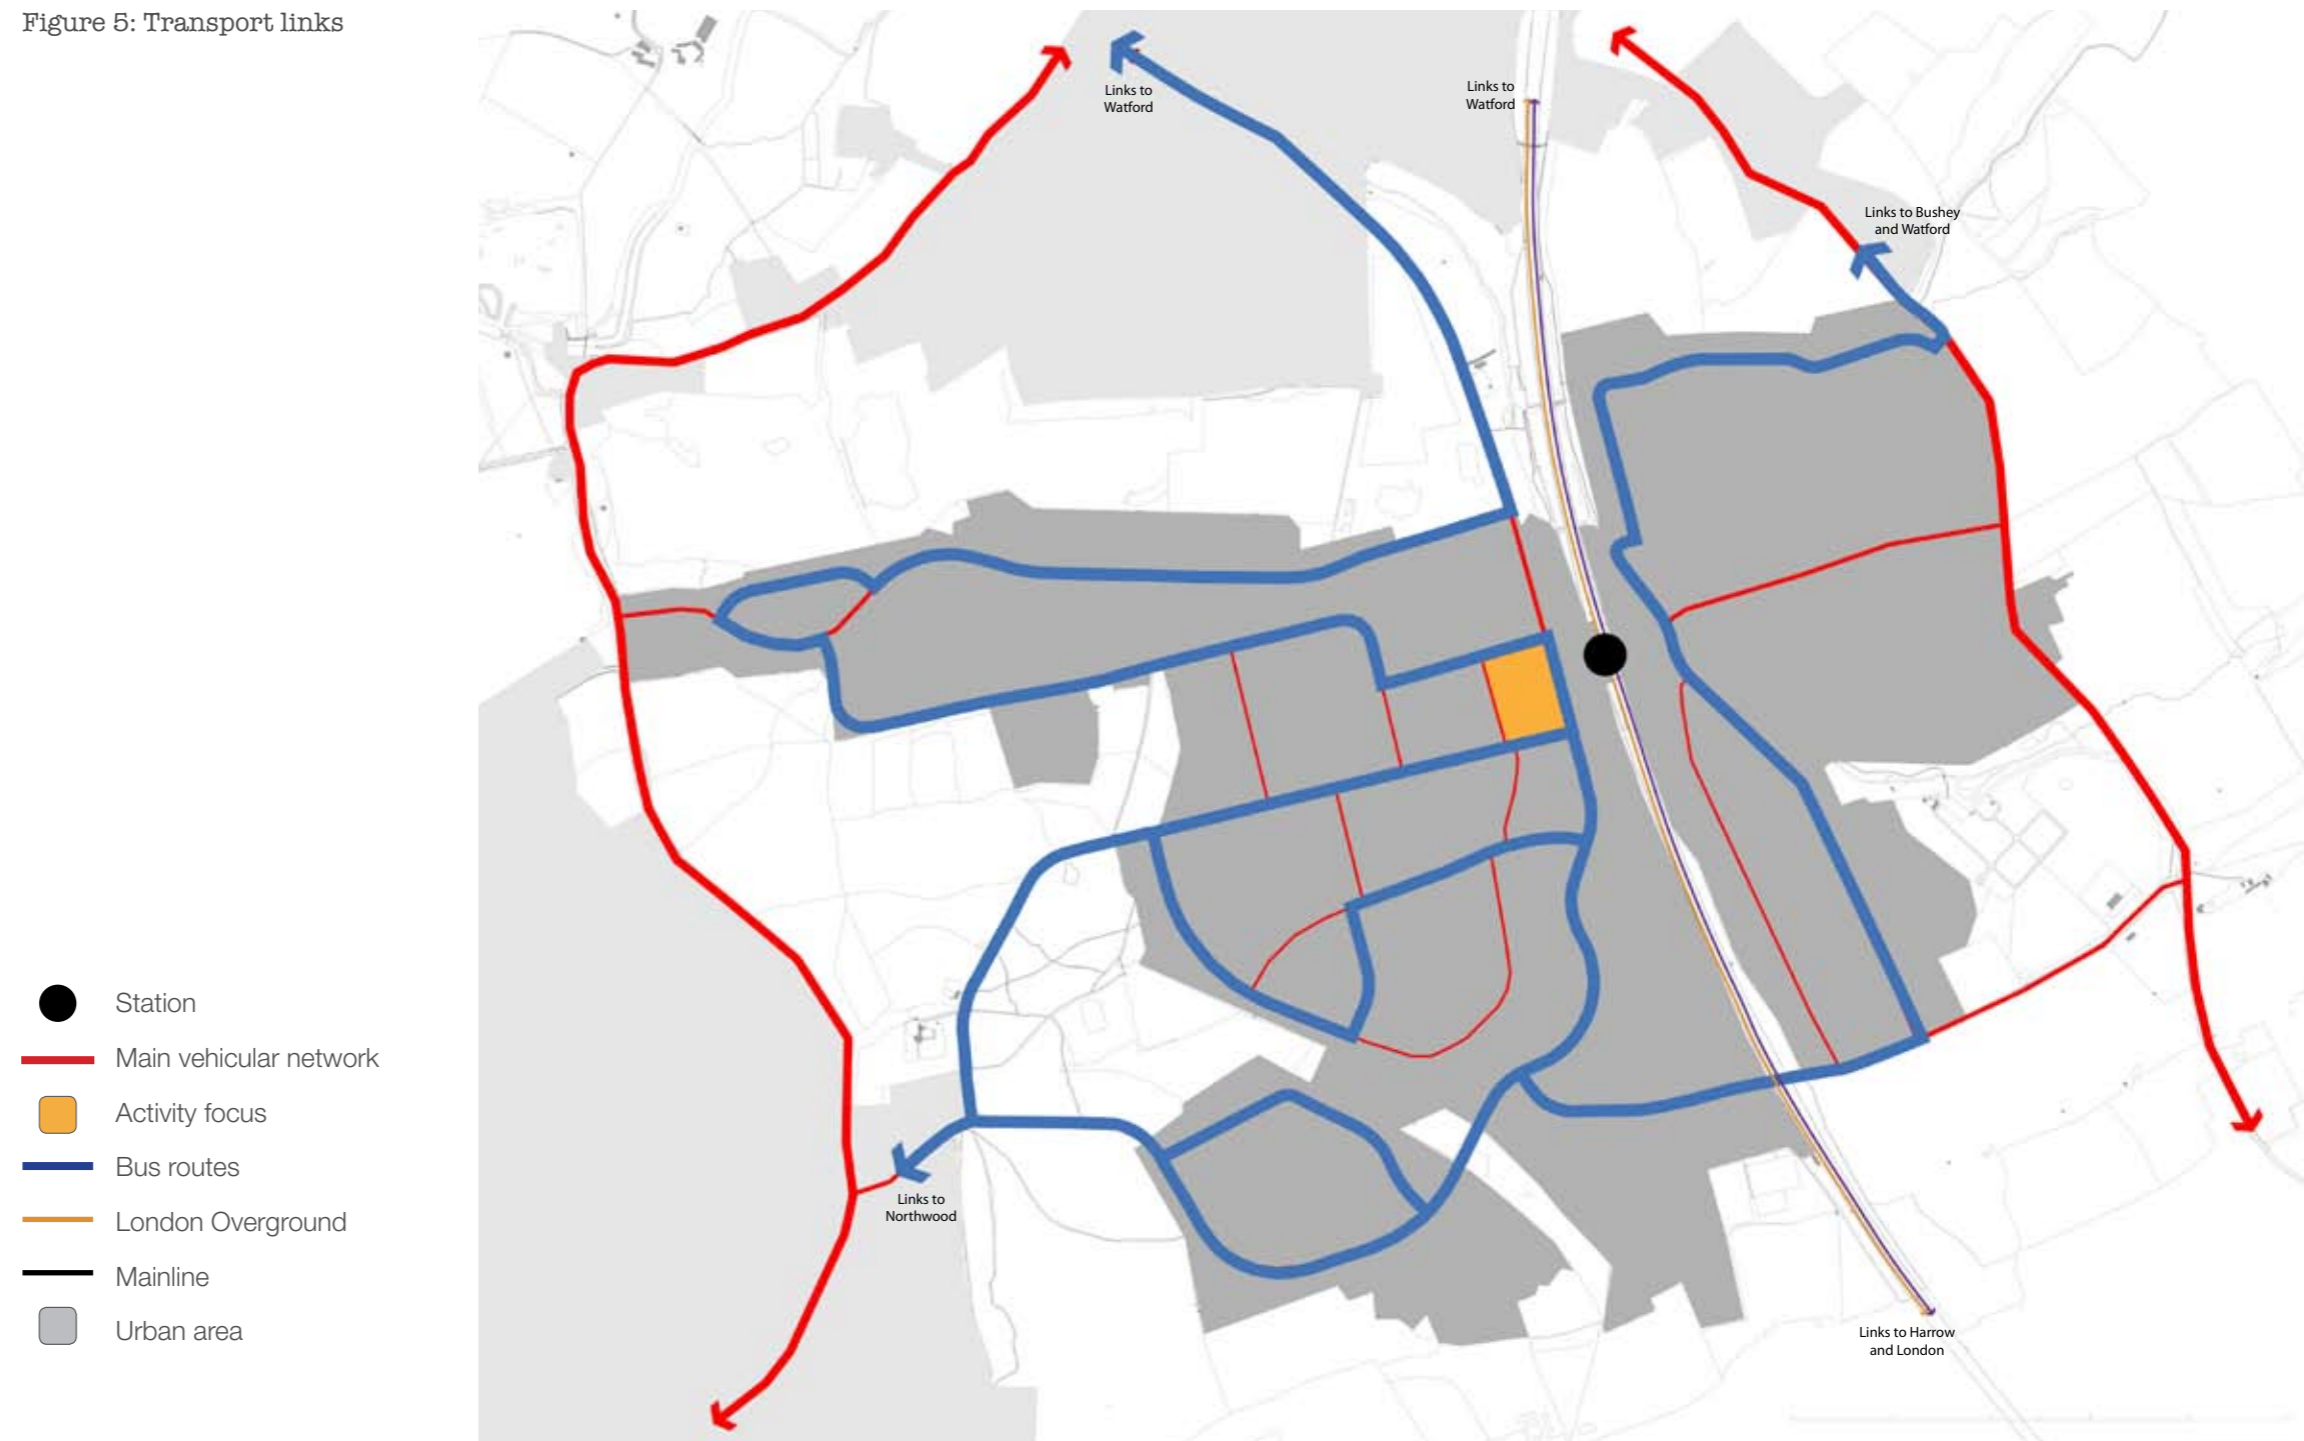 Figure 5: Transport links
Links to
Watford
Links to
Watford
Links to Bushey
and Watford
Station
Main vehicular network
Activity focus
Bus routes
London Overground
Mainline
Urban area
Links to
Northwood
Links to Harrow
and London